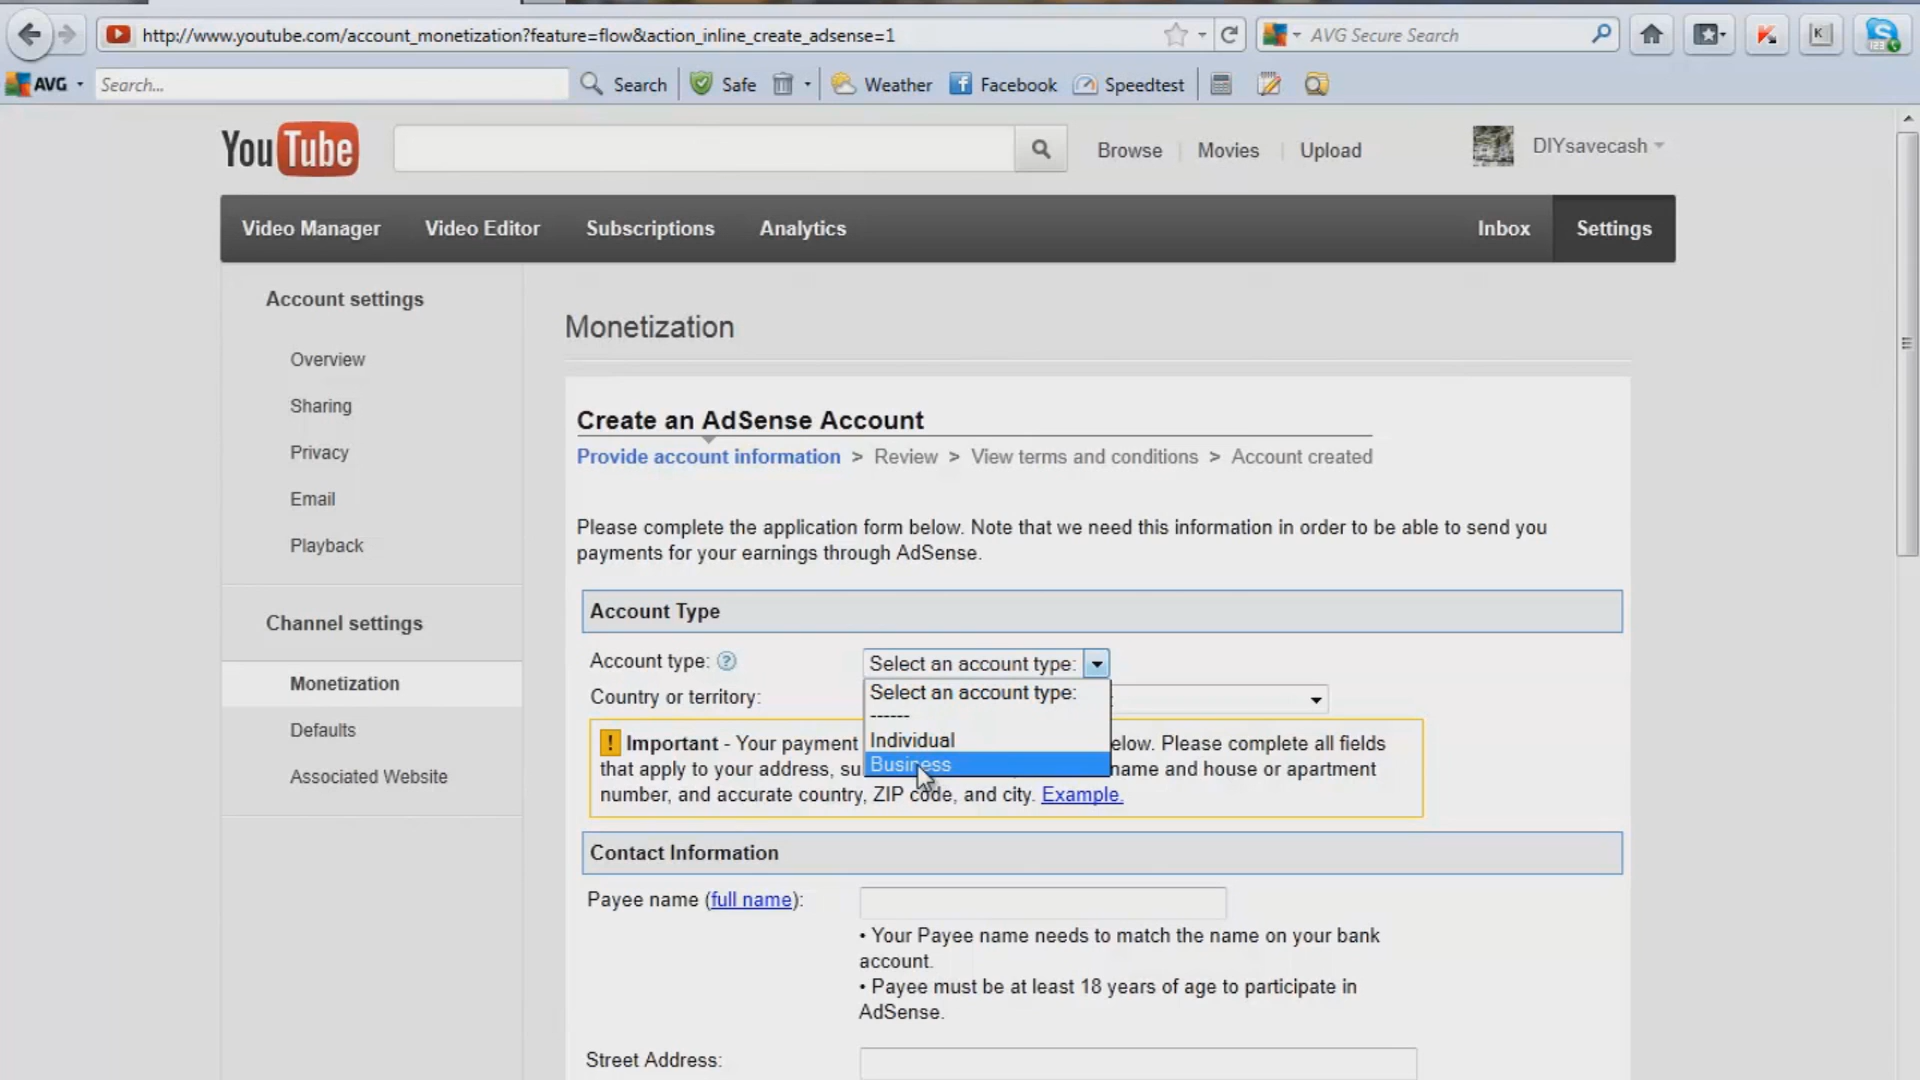 http://www.youtube.com/account_monetization?feature=flow&action_inline_create_adsense=1
AVG Secure Search
AVG
Search...
Search
Safe
Weather
Facebook
Speedtest
YouTube
Browse
Movies
Upload
DIYsavecash
Video Manager
Video Editor
Subscriptions
Analytics
Inbox
Settings
Account settings
Overview
Sharing
Privacy
Email
Playback
Channel settings
Monetization
Defaults
Associated Website
Monetization
Create an AdSense Account
Provide account information > Review > View terms and conditions > Account created
Please complete the application form below. Note that we need this information in order to be able to send you
payments for your earnings through AdSense.
Account Type
Account type: ?
Select an account type:
Select an account type:
------
Individual
Business
Country or territory:
! Important - Your payment elow. Please complete all fields
that apply to your address, su name and house or apartment
number, and accurate country, ZIP code, and city. Example.
Contact Information
Payee name (full name):
• Your Payee name needs to match the name on your bank
account.
• Payee must be at least 18 years of age to participate in
AdSense.
Street Address: